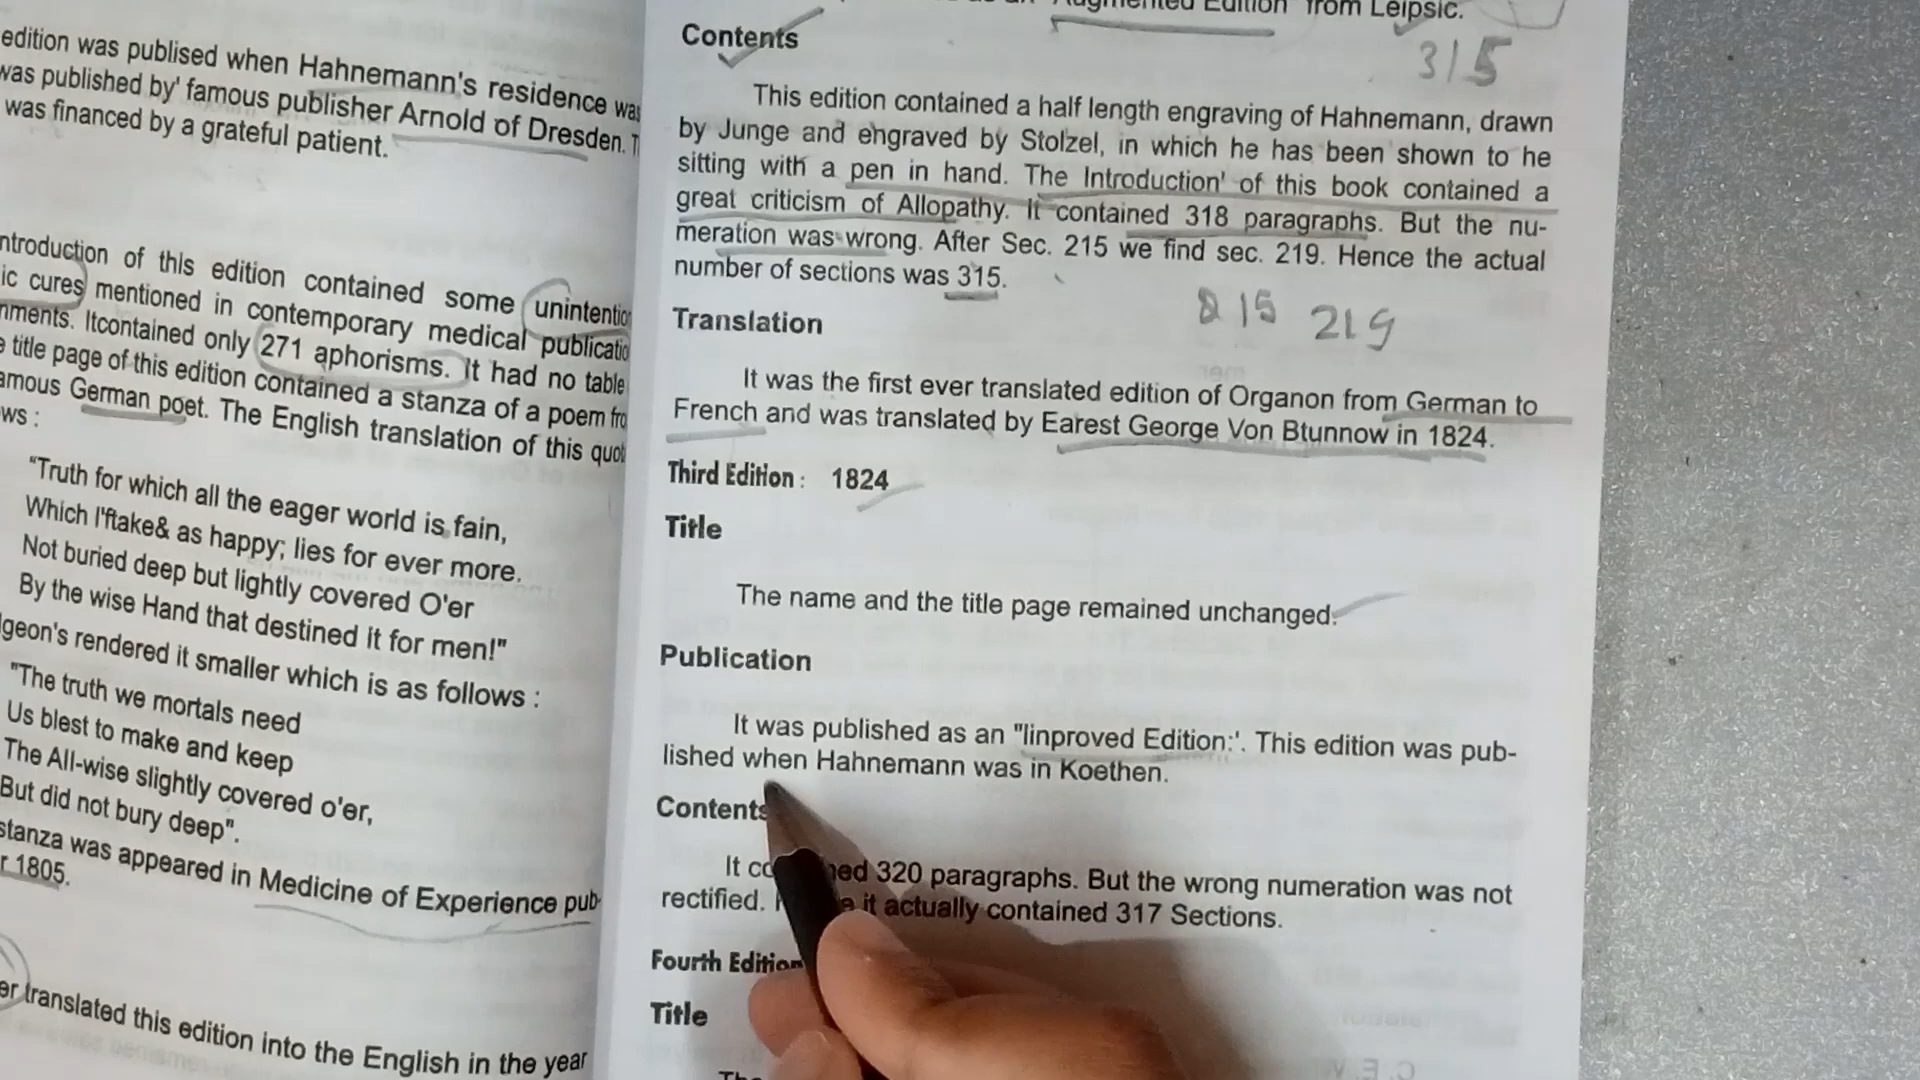 edition was publised when Hahnemann's residence was
was published by' famous publisher Arnold of Dresden.
was financed by a grateful patient.
ntroduction of this edition contained some unintentio
ic cures mentioned in contemporary medical publicatio
nments. Itcontained only 271 aphorisms. It had no table
title page of this edition contained a stanza of a poem fro
amous German poet. The English translation of this quot
ws :
"Truth for which all the eager world is fain,
Which I'ftake& as happy; lies for ever more.
Not buried deep but lightly covered O'er
By the wise Hand that destined it for men!"
dgeon's rendered it smaller which is as follows :
"The truth we mortals need
Us blest to make and keep
The All-wise slightly covered o'er,
But did not bury deep".
stanza was appeared in Medicine of Experience pub-
r 1805.
er translated this edition into the English in the year
Augmented Edition" from Leipsic.
Contents
315
This edition contained a half length engraving of Hahnemann, drawn
by Junge and engraved by Stolzel, in which he has been shown to he
sitting with a pen in hand. The Introduction' of this book contained a
great criticism of Allopathy. It contained 318 paragraphs. But the nu-
meration was wrong. After Sec. 215 we find sec. 219. Hence the actual
number of sections was 315.
215 219
Translation
It was the first ever translated edition of Organon from German to
French and was translated by Earest George Von Btunnow in 1824.
Third Edition : 1824
Title
The name and the title page remained unchanged.
Publication
It was published as an "linproved Edition:'. This edition was pub-
lished when Hahnemann was in Koethen.
Contents
It co ned 320 paragraphs. But the wrong numeration was not
rectified. it actually contained 317 Sections.
Fourth Edition
Title